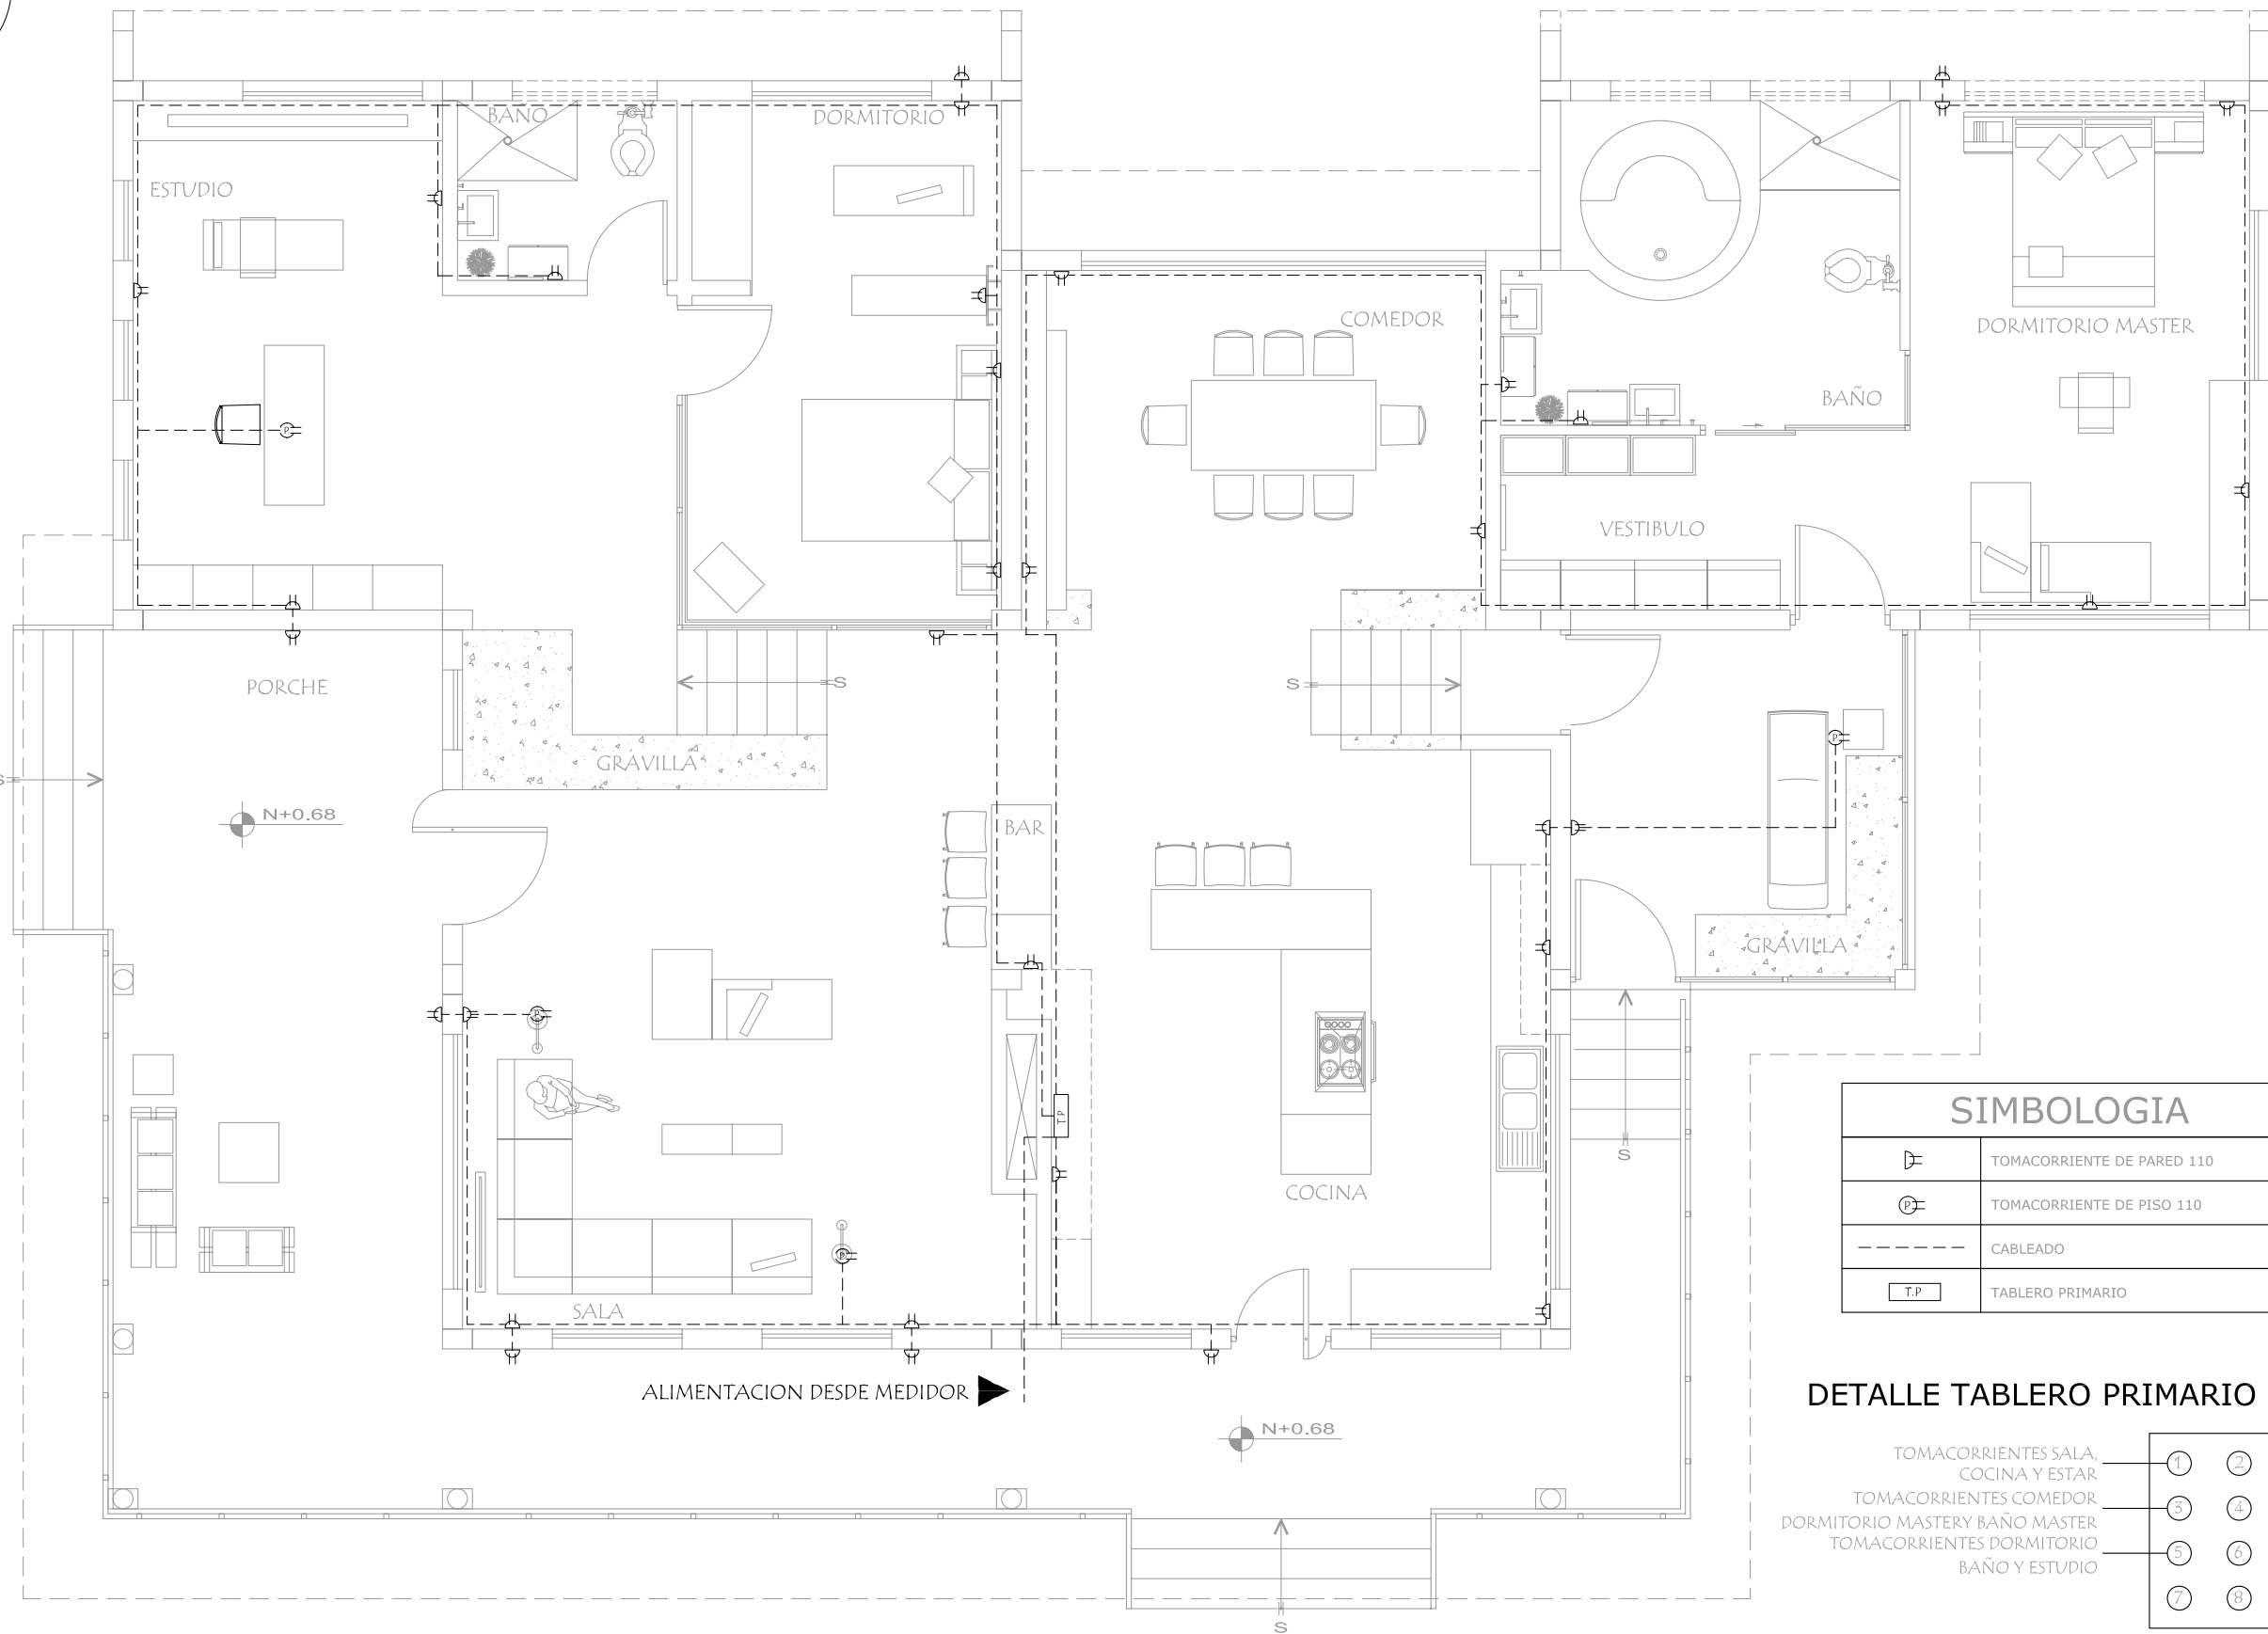 BAÑO
DORMITORIO
ESTUDIO
P
COMEDOR
DORMITORIO MASTER
BAÑO
VESTIBULO
PORCHE
S
S
GRAVILLA
P
S
N+0.68
BAR
GRAVILLA
P
T.P
S
COCINA
P
SALA
SIMBOLOGIA
TOMACORRIENTE DE PARED 110
P
TOMACORRIENTE DE PISO 110
CABLEADO
T.P
TABLERO PRIMARIO
ALIMENTACION DESDE MEDIDOR
N+0.68
S
DETALLE TABLERO PRIMARIO
TOMACORRIENTES SALA,
COCINA Y ESTAR
1 2
TOMACORRIENTES COMEDOR
DORMITORIO MASTERY BAÑO MASTER
3 4
TOMACORRIENTES DORMITORIO
BAÑO Y ESTUDIO
5 6
7 8